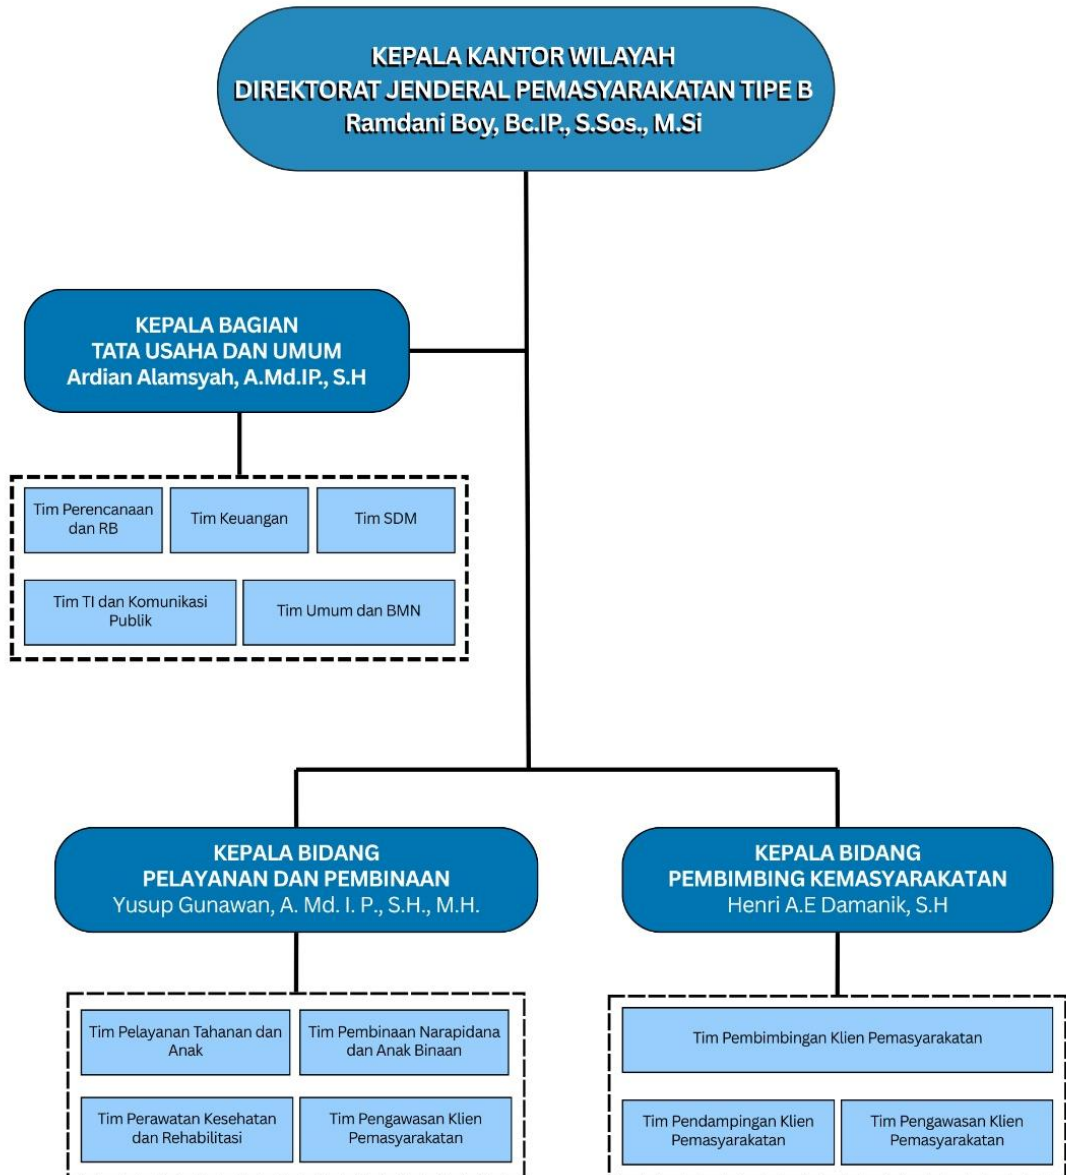 KEPALA KANTOR WILAYAH
DIREKTORAT JENDERAL PEMASYARAKATAN TIPE B
Ramdani Boy, Bc.IP., S.Sos., M.Si
KEPALA BAGIAN
TATA USAHA DAN UMUM
Ardian Alamsyah, A.Md.IP., S.H
Tim Perencanaan
dan RB
Tim Keuangan
Tim SDM
Tim TI dan Komunikasi
Publik
Tim Umum dan BMN
KEPALA BIDANG
PELAYANAN DAN PEMBINAAN
Yusup Gunawan, A. Md. I. P., S.H., M.H.
Tim Pelayanan Tahanan dan
Anak
Tim Pembinaan Narapidana
dan Anak Binaan
Tim Perawatan Kesehatan
dan Rehabilitasi
Tim Pengawasan Klien
Pemasyarakatan
KEPALA BIDANG
PEMBIMBING KEMASYARAKATAN
Henri A.E Damanik, S.H
Tim Pembimbingan Klien Pemasyarakatan
Tim Pendampingan Klien
Pemasyarakatan
Tim Pengawasan Klien
Pemasyarakatan